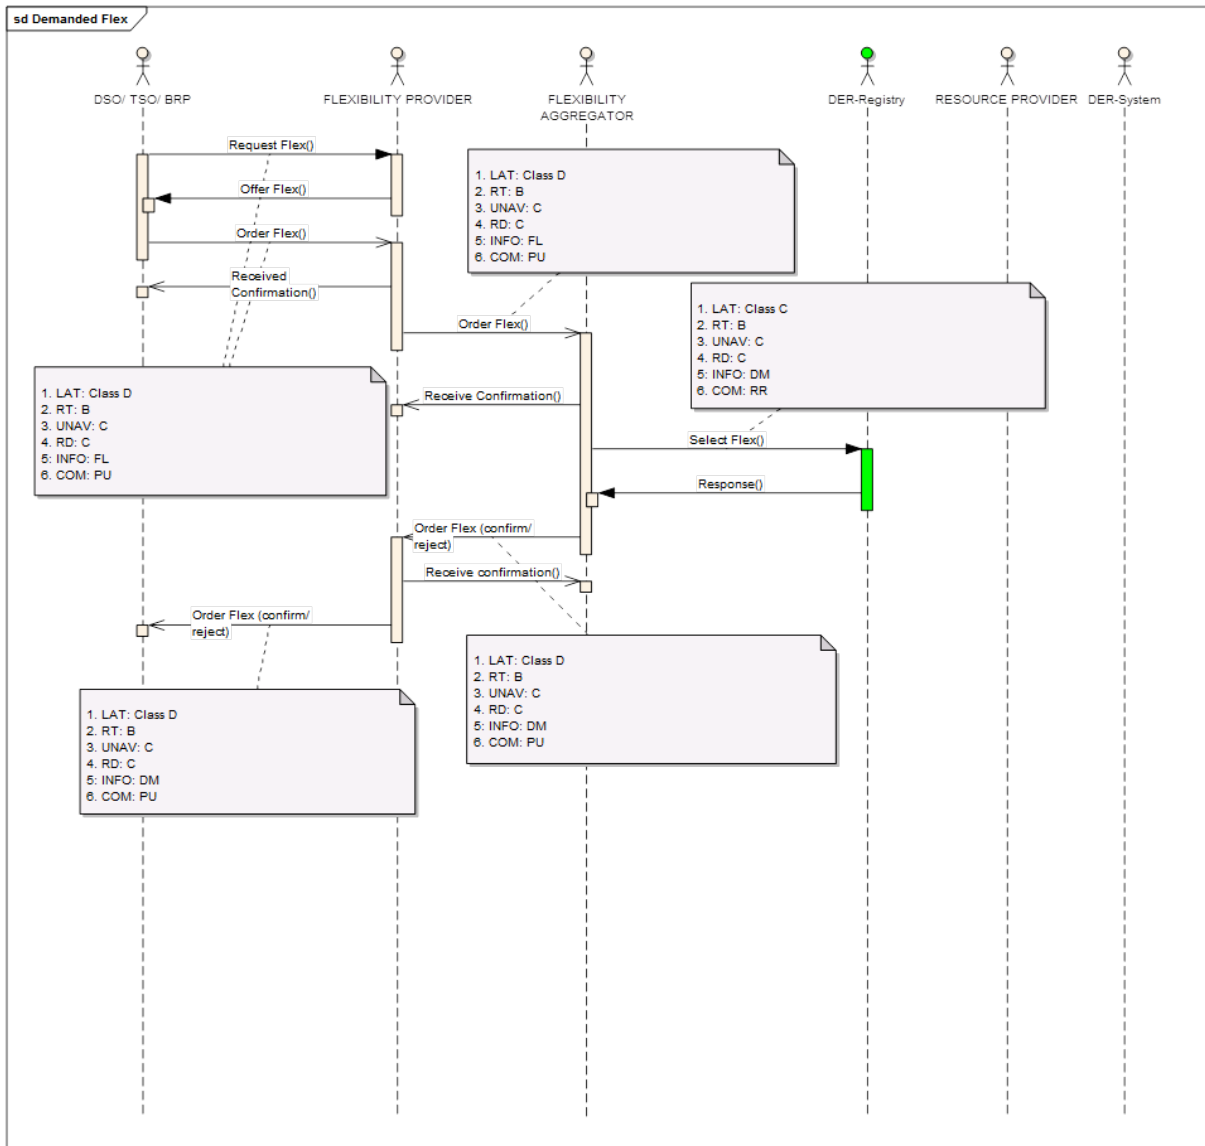 sd Demanded Flex
DSO/ TSO/ BRP
FLEXIBILITY PROVIDER
FLEXIBILITY
AGGREGATOR
DER-Registry
RESOURCE PROVIDER
DER-System
Request Flex()
Offer Flex()
Order Flex()
Received
Confirmation()
1. LAT: Class D
2. RT: B
3. UNAV: C
4. RD: C
5: INFO: FL
6. COM: PU
Order Flex()
1. LAT: Class C
2. RT: B
3. UNAV: C
4. RD: C
5: INFO: DM
6. COM: RR
1. LAT: Class D
2. RT: B
3. UNAV: C
4. RD: C
5: INFO: FL
6. COM: PU
Receive Confirmation()
Select Flex()
Response()
Order Flex (confirm/
reject)
Receive confirmation()
Order Flex (confirm/
reject)
1. LAT: Class D
2. RT: B
3. UNAV: C
4. RD: C
5: INFO: DM
6. COM: PU
1. LAT: Class D
2. RT: B
3. UNAV: C
4. RD: C
5: INFO: DM
6. COM: PU